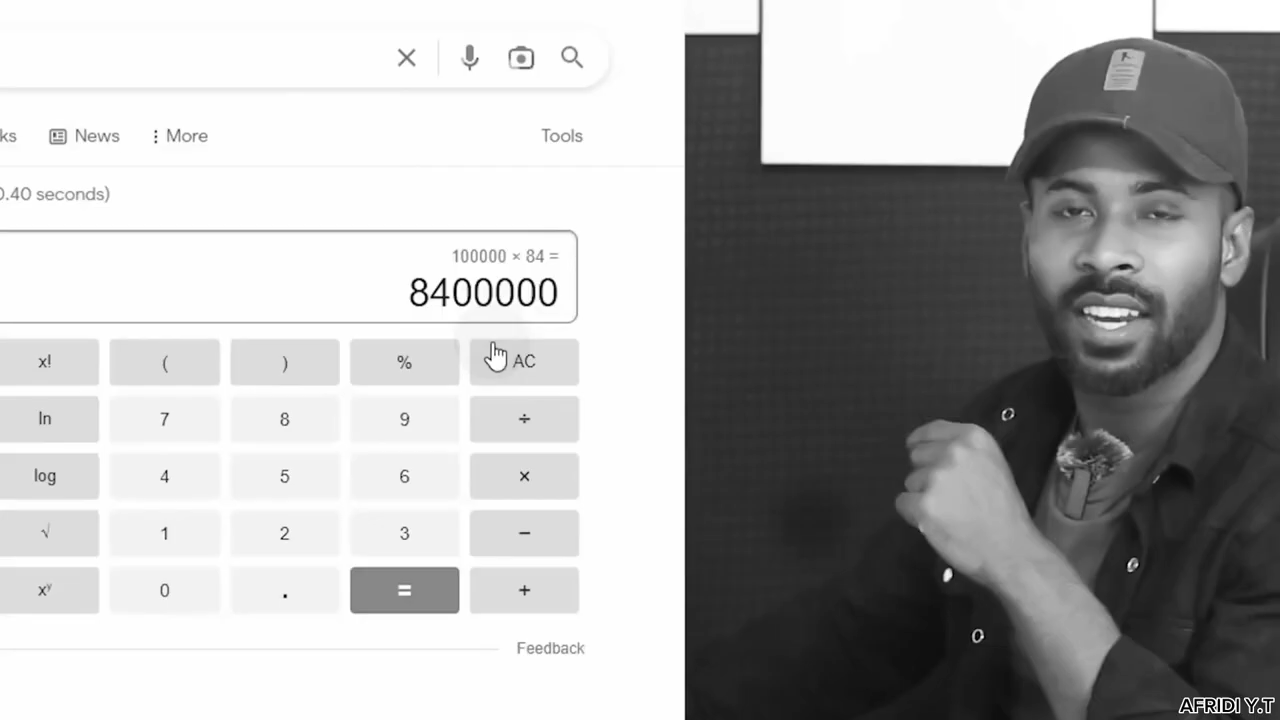 ks
News
More
Tools
0.40 seconds)
100000 × 84 =
8400000
x!
(
)
%
AC
ln
7
8
9
÷
log
4
5
6
×
√
1
2
3
−
xʸ
0
.
=
+
Feedback
AFRIDI Y.T